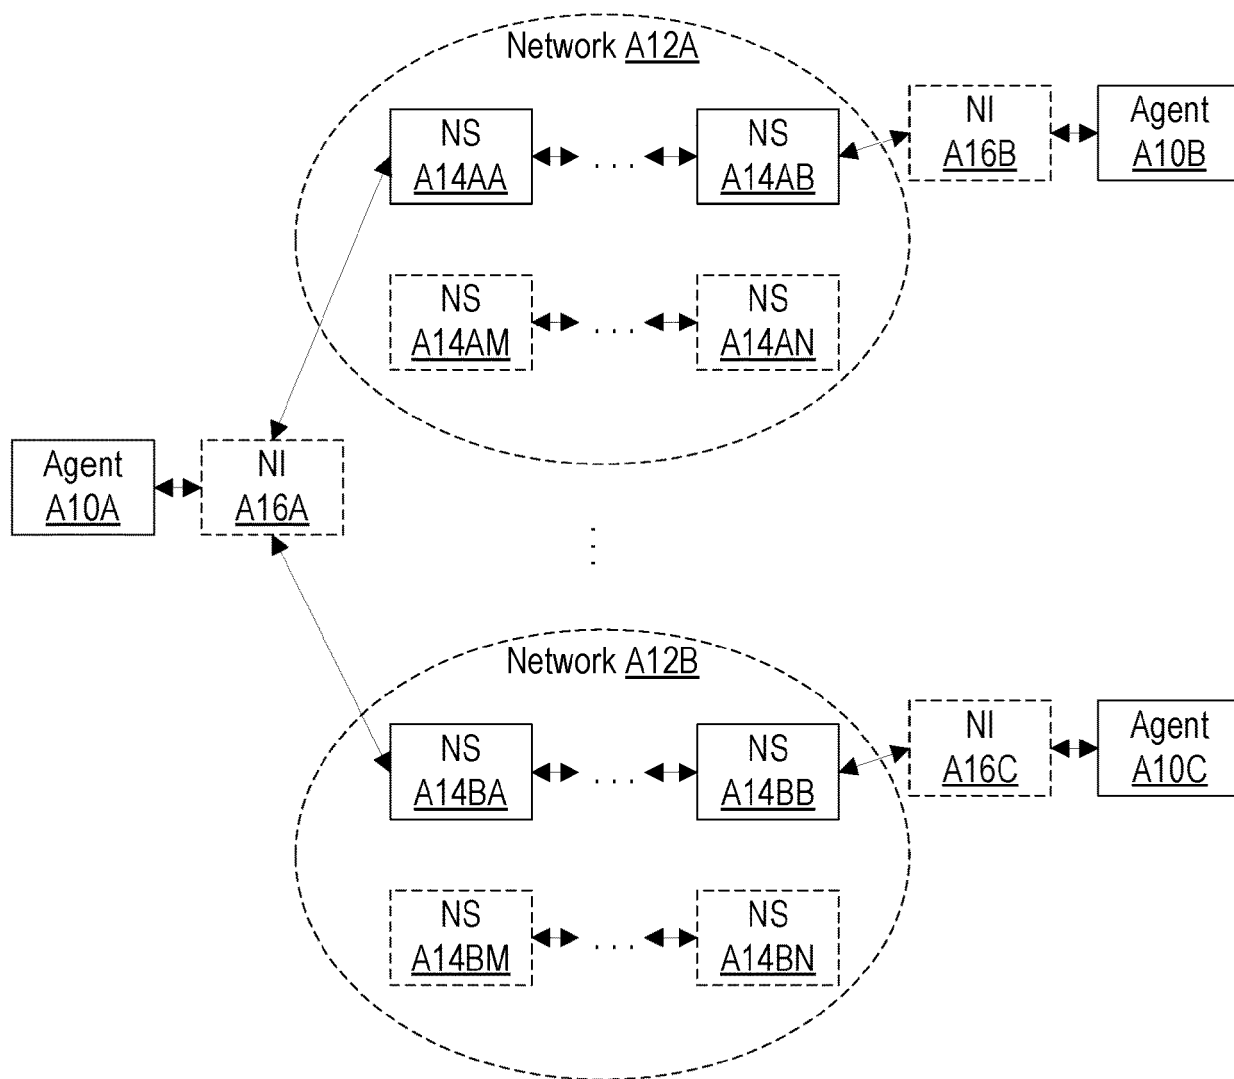 Network A12A
NS
A14AA
. . .
NS
A14AB
NI
A16B
Agent
A10B
NS
A14AM
. . .
NS
A14AN
Agent
A10A
NI
A16A
Network A12B
NS
A14BA
. . .
NS
A14BB
NI
A16C
Agent
A10C
NS
A14BM
. . .
NS
A14BN